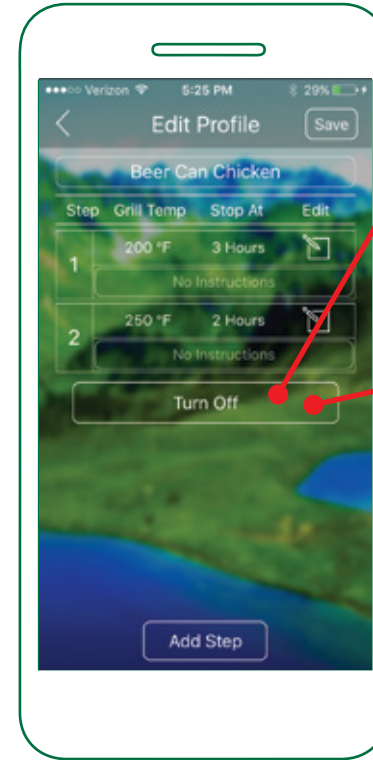 Verizon 5:25 PM 29%
Edit Profile Save
Beer Can Chicken
Step Grill Temp Stop At Edit
1 200 °F 3 Hours
No Instructions
2 250 °F 2 Hours
No Instructions
Turn Off
Add Step